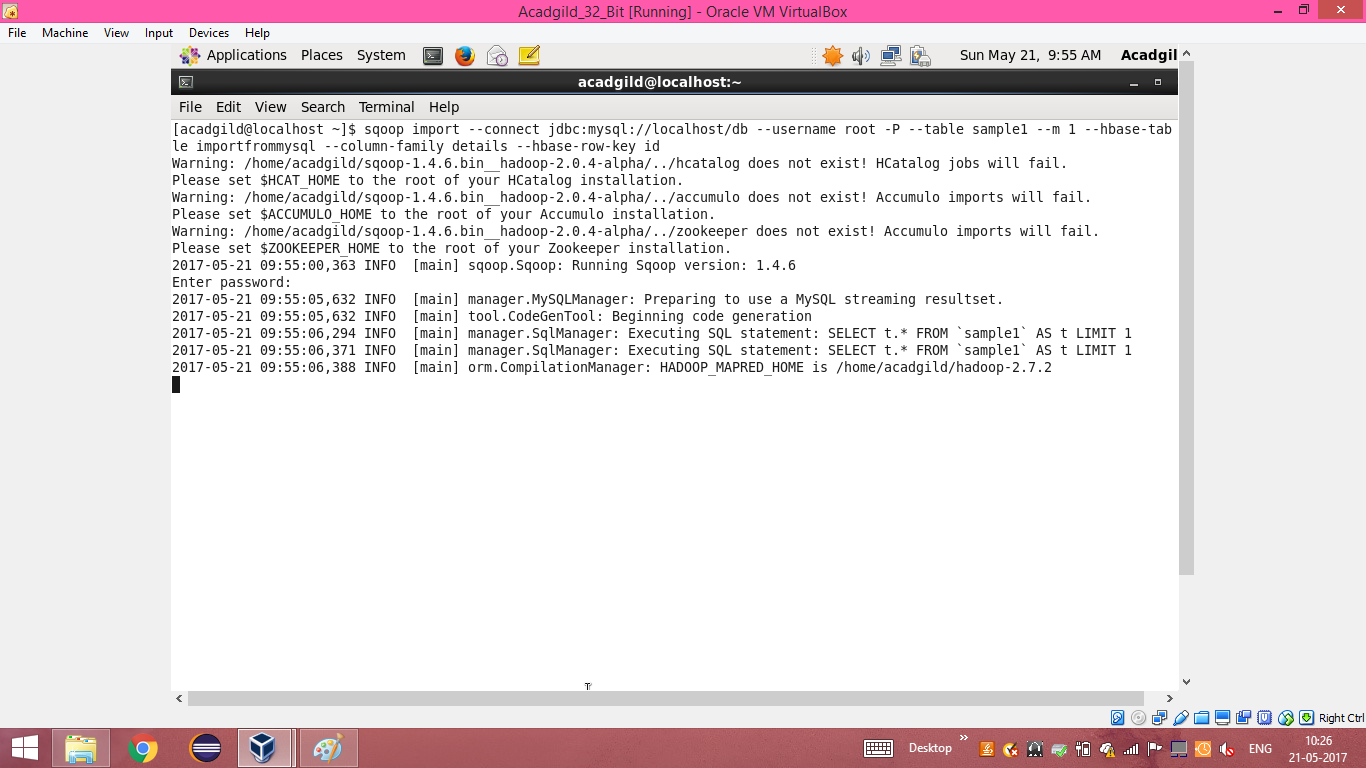 Acadgild_32_Bit [Running] - Oracle VM VirtualBox
File Machine View Input Devices Help
Applications Places System Sun May 21, 9:55 AM Acadgil
acadgild@localhost:~
File Edit View Search Terminal Help
[acadgild@localhost ~]$ sqoop import --connect jdbc:mysql://localhost/db --username root -P --table sample1 --m 1 --hbase-tab
le importfrommysql --column-family details --hbase-row-key id
Warning: /home/acadgild/sqoop-1.4.6.bin__hadoop-2.0.4-alpha/../hcatalog does not exist! HCatalog jobs will fail.
Please set $HCAT_HOME to the root of your HCatalog installation.
Warning: /home/acadgild/sqoop-1.4.6.bin__hadoop-2.0.4-alpha/../accumulo does not exist! Accumulo imports will fail.
Please set $ACCUMULO_HOME to the root of your Accumulo installation.
Warning: /home/acadgild/sqoop-1.4.6.bin__hadoop-2.0.4-alpha/../zookeeper does not exist! Accumulo imports will fail.
Please set $ZOOKEEPER_HOME to the root of your Zookeeper installation.
2017-05-21 09:55:00,363 INFO  [main] sqoop.Sqoop: Running Sqoop version: 1.4.6
Enter password:
2017-05-21 09:55:05,632 INFO  [main] manager.MySQLManager: Preparing to use a MySQL streaming resultset.
2017-05-21 09:55:05,632 INFO  [main] tool.CodeGenTool: Beginning code generation
2017-05-21 09:55:06,294 INFO  [main] manager.SqlManager: Executing SQL statement: SELECT t.* FROM `sample1` AS t LIMIT 1
2017-05-21 09:55:06,371 INFO  [main] manager.SqlManager: Executing SQL statement: SELECT t.* FROM `sample1` AS t LIMIT 1
2017-05-21 09:55:06,388 INFO  [main] orm.CompilationManager: HADOOP_MAPRED_HOME is /home/acadgild/hadoop-2.7.2
Right Ctrl
Desktop ENG 10:26
21-05-2017